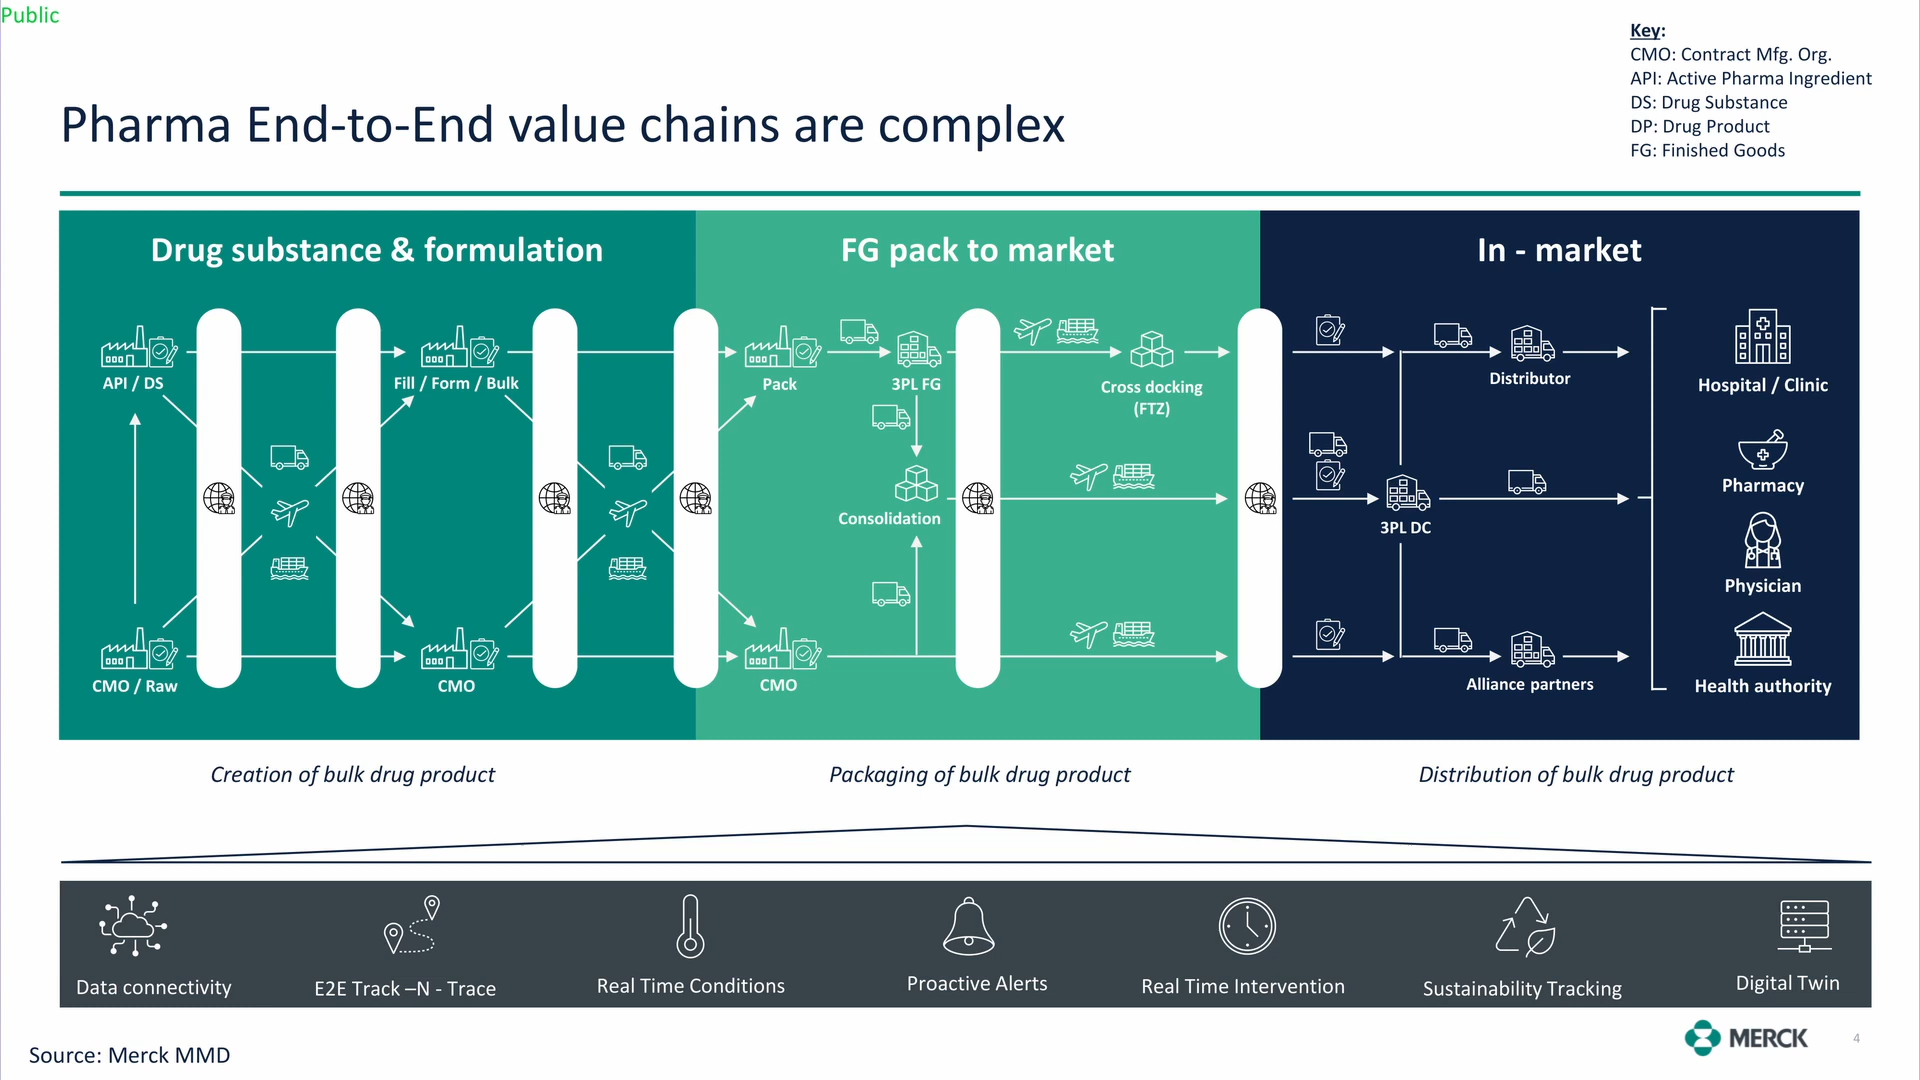 Public
Key:
CMO: Contract Mfg. Org.
API: Active Pharma Ingredient
DS: Drug Substance
DP: Drug Product
FG: Finished Goods
Pharma End-to-End value chains are complex
Drug substance & formulation
FG pack to market
In - market
API / DS
Fill / Form / Bulk
Pack
3PL FG
Cross docking
(FTZ)
Distributor
Hospital / Clinic
Consolidation
3PL DC
Pharmacy
Physician
CMO / Raw
CMO
CMO
Alliance partners
Health authority
Creation of bulk drug product
Packaging of bulk drug product
Distribution of bulk drug product
Data connectivity
E2E Track –N - Trace
Real Time Conditions
Proactive Alerts
Real Time Intervention
Sustainability Tracking
Digital Twin
Source: Merck MMD
MERCK
4